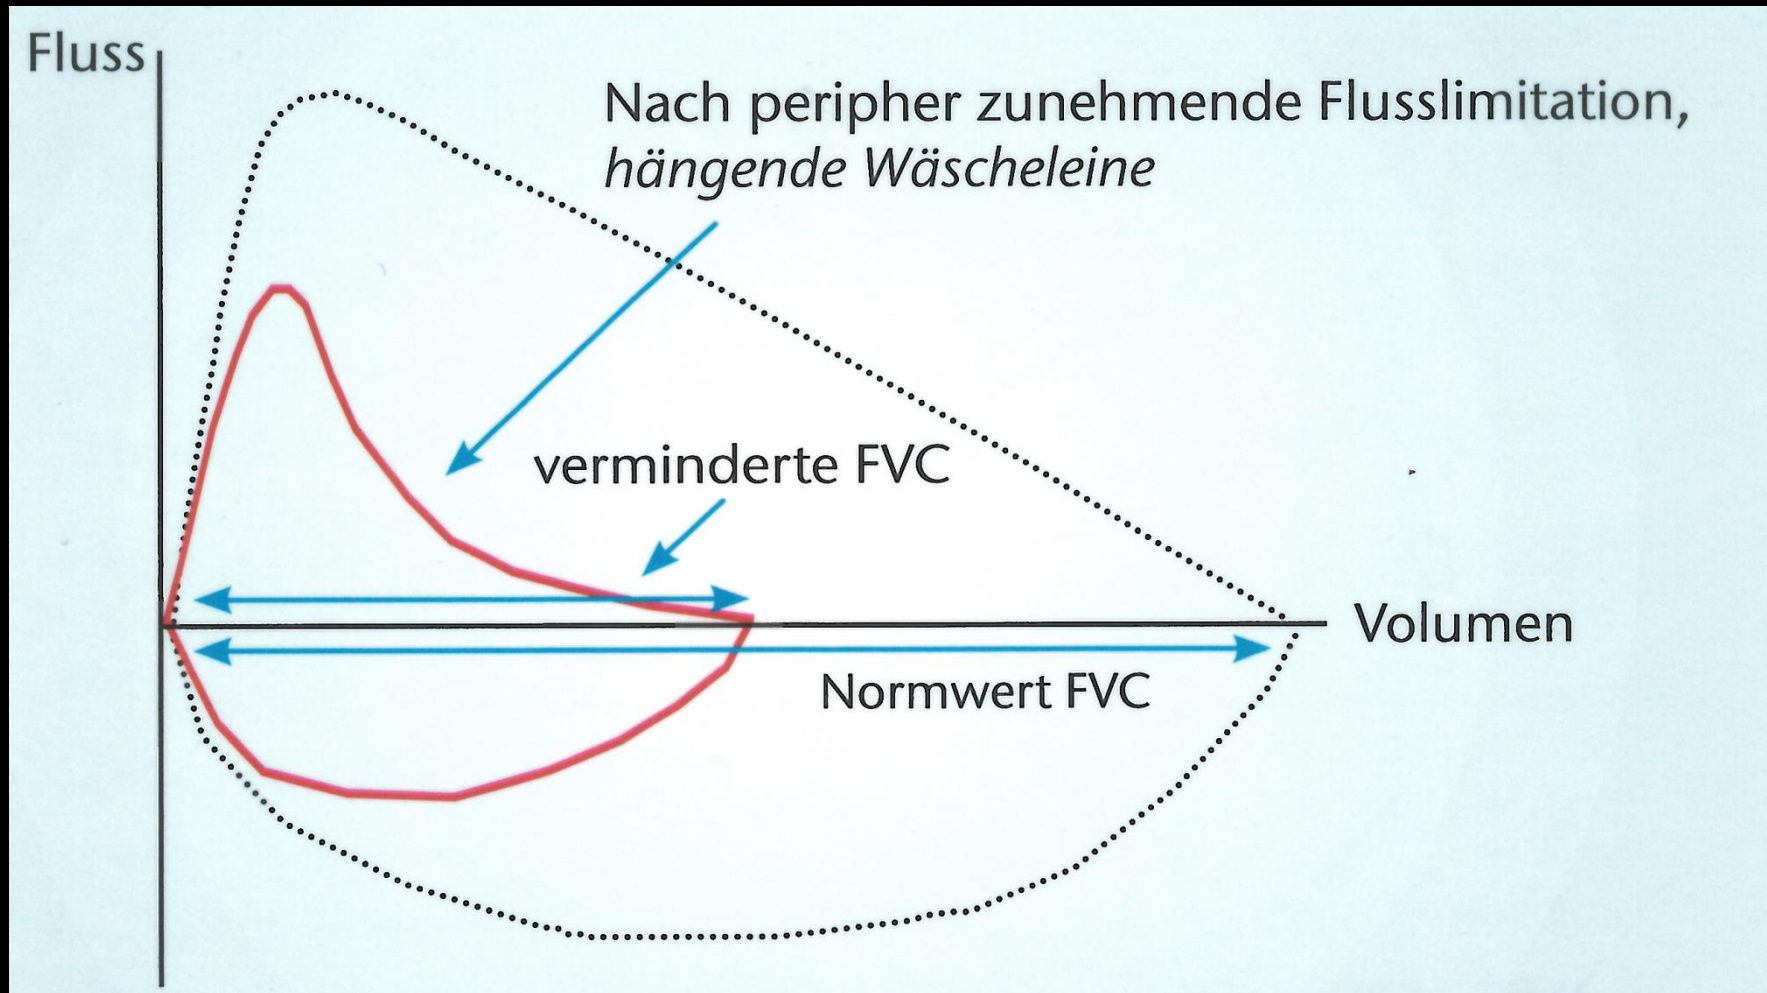 Fluss
Nach peripher zunehmende Flusslimitation,
hängende Wäscheleine
verminderte FVC
Volumen
Normwert FVC